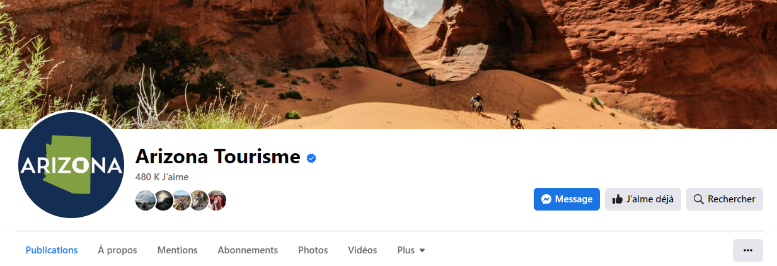 ARIZONA
Arizona Tourisme
480 K J'aime
Message
J'aime déjà
Rechercher
Publications
À propos
Mentions
Abonnements
Photos
Vidéos
Plus